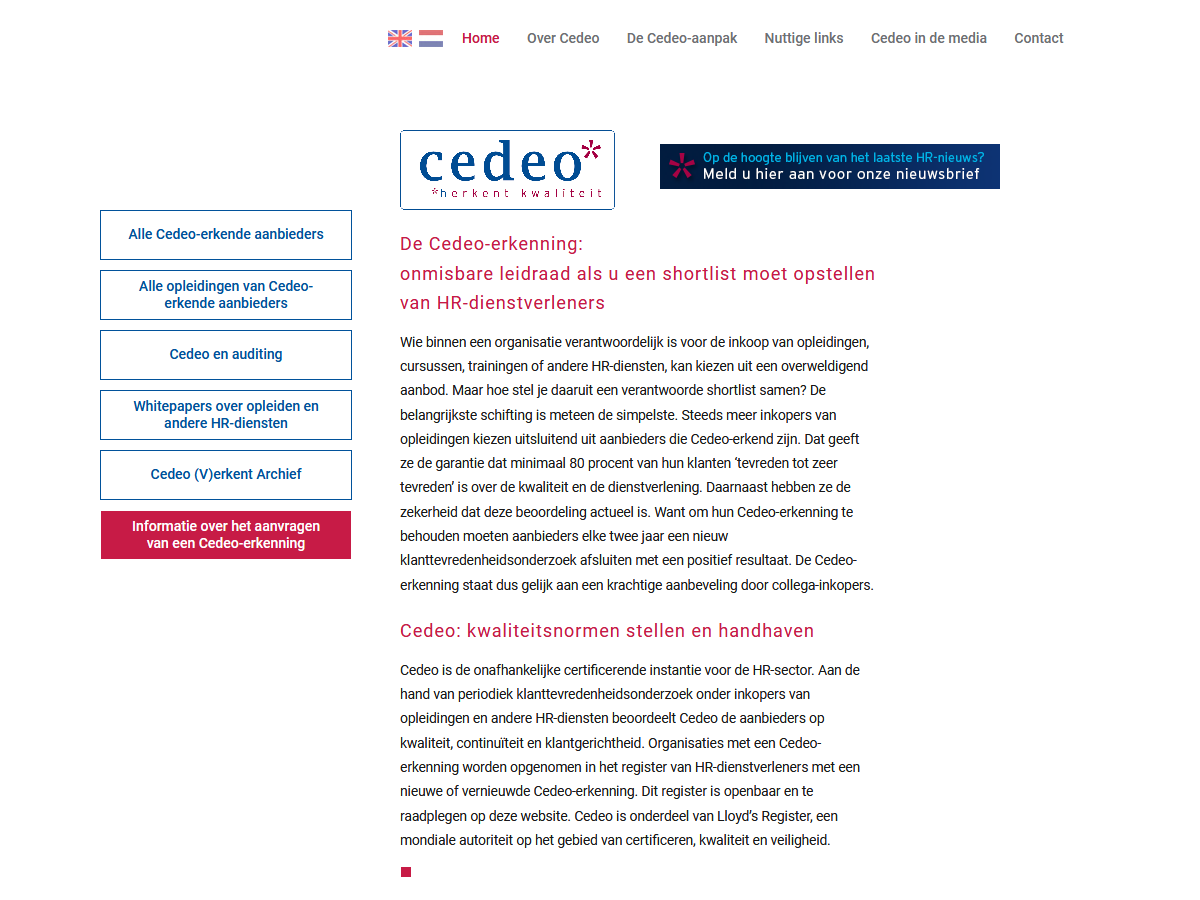 Home Over Cedeo De Cedeo-aanpak Nuttige links Cedeo in de media Contact
cedeo*
*herkent kwaliteit
Op de hoogte blijven van het laatste HR-nieuws?
Meld u hier aan voor onze nieuwsbrief
Alle Cedeo-erkende aanbieders
Alle opleidingen van Cedeo-
erkende aanbieders
Cedeo en auditing
Whitepapers over opleiden en
andere HR-diensten
Cedeo (V)erkent Archief
Informatie over het aanvragen
van een Cedeo-erkenning
De Cedeo-erkenning:
onmisbare leidraad als u een shortlist moet opstellen
van HR-dienstverleners
Wie binnen een organisatie verantwoordelijk is voor de inkoop van opleidingen,
cursussen, trainingen of andere HR-diensten, kan kiezen uit een overweldigend
aanbod. Maar hoe stel je daaruit een verantwoorde shortlist samen? De
belangrijkste schifting is meteen de simpelste. Steeds meer inkopers van
opleidingen kiezen uitsluitend uit aanbieders die Cedeo-erkend zijn. Dat geeft
ze de garantie dat minimaal 80 procent van hun klanten ‘tevreden tot zeer
tevreden’ is over de kwaliteit en de dienstverlening. Daarnaast hebben ze de
zekerheid dat deze beoordeling actueel is. Want om hun Cedeo-erkenning te
behouden moeten aanbieders elke twee jaar een nieuw
klanttevredenheidsonderzoek afsluiten met een positief resultaat. De Cedeo-
erkenning staat dus gelijk aan een krachtige aanbeveling door collega-inkopers.
Cedeo: kwaliteitsnormen stellen en handhaven
Cedeo is de onafhankelijke certificerende instantie voor de HR-sector. Aan de
hand van periodiek klanttevredenheidsonderzoek onder inkopers van
opleidingen en andere HR-diensten beoordeelt Cedeo de aanbieders op
kwaliteit, continuïteit en klantgerichtheid. Organisaties met een Cedeo-
erkenning worden opgenomen in het register van HR-dienstverleners met een
nieuwe of vernieuwde Cedeo-erkenning. Dit register is openbaar en te
raadplegen op deze website. Cedeo is onderdeel van Lloyd’s Register, een
mondiale autoriteit op het gebied van certificeren, kwaliteit en veiligheid.